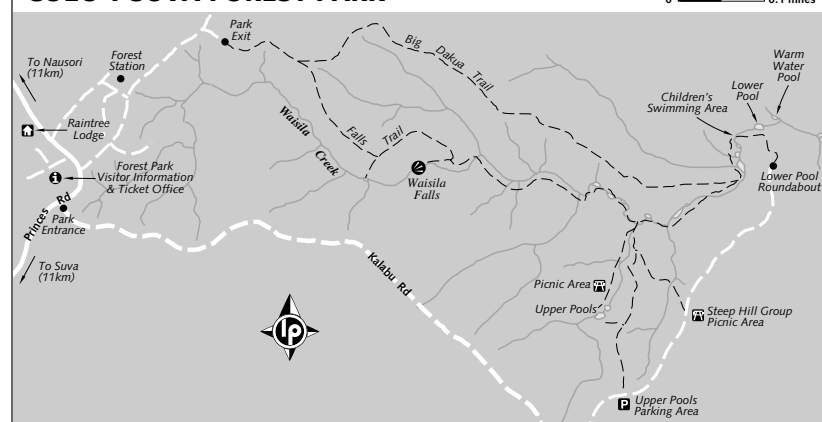 COLO-I-SUVA FOREST PARK
0 0.1 miles
Park
Exit
To Nausori
(11km)
Forest
Station
Big Dakua Trail
Warm
Water
Pool
Lower
Pool
Children's
Swimming Area
Raintree
Lodge
Waisila
Creek
Falls Trail
Forest Park
Visitor Information
& Ticket Office
Waisila
Falls
Lower Pool
Roundabout
Princes Rd
Park
Entrance
To Suva
(11km)
Kalabu Rd
Picnic Area
Upper Pools
lp
Steep Hill Group
Picnic Area
P
Upper Pools
Parking Area